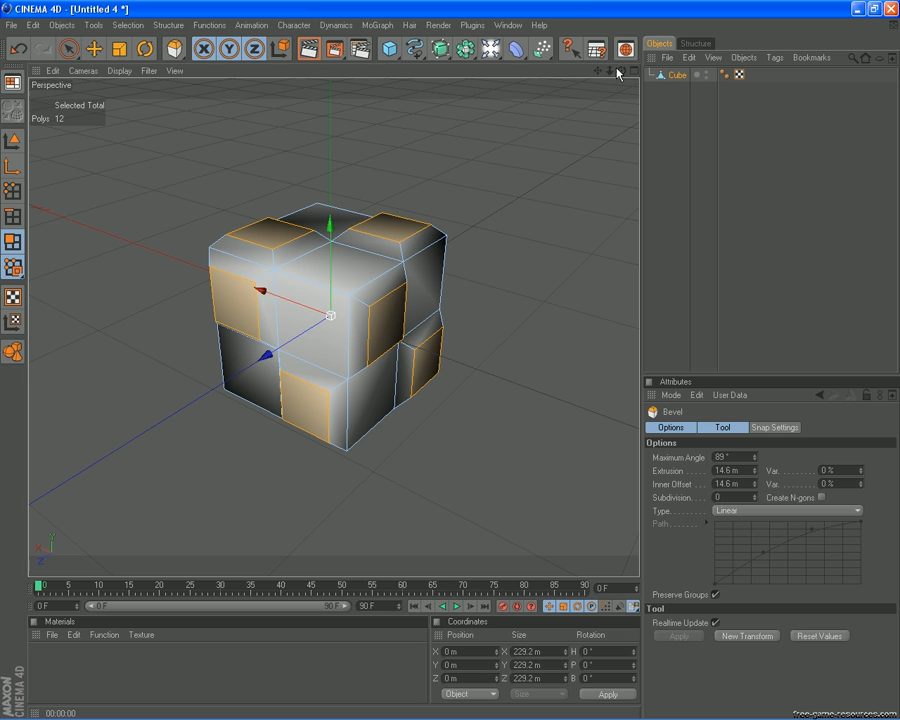 CINEMA 4D - [Untitled 4 *]
File Edit Objects Tools Selection Structure Functions Animation Character Dynamics MoGraph Hair Render Plugins Window Help
X Y Z
Objects Structure
File Edit View Objects Tags Bookmarks
Cube
Edit Cameras Display Filter View
Perspective
Selected Total
Polys 12
Y
X
Z
Attributes
Mode Edit User Data
Bevel
Options Tool Snap Settings
Options
Maximum Angle 89 °
Extrusion 14.6 m Var. 0 %
Inner Offset 14.6 m Var. 0 %
Subdivision 0 Create N-gons
Type Linear
Path
Preserve Groups
Tool
Realtime Update
Apply New Transform Reset Values
0 5 10 15 20 25 30 35 40 45 50 55 60 65 70 75 80 85 90 0 F
0 F 0 F 90 F 90 F
Materials
File Edit Function Texture
Coordinates
Position Size Rotation
X 0 m X 229.2 m H 0 °
Y 0 m Y 229.2 m P 0 °
Z 0 m Z 229.2 m B 0 °
Object Size Apply
MAXON
CINEMA 4D
00:00:00
free-game-resources.com